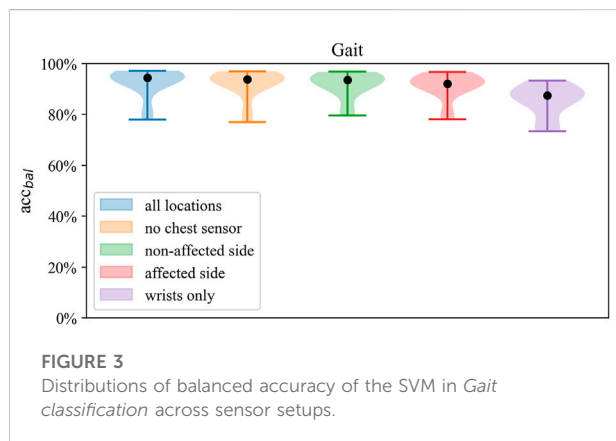 Gait
100%
80%
60%
40%
20%
0%
acc_bal
all locations
no chest sensor
non-affected side
affected side
wrists only
FIGURE 3
Distributions of balanced accuracy of the SVM in Gait
classification across sensor setups.